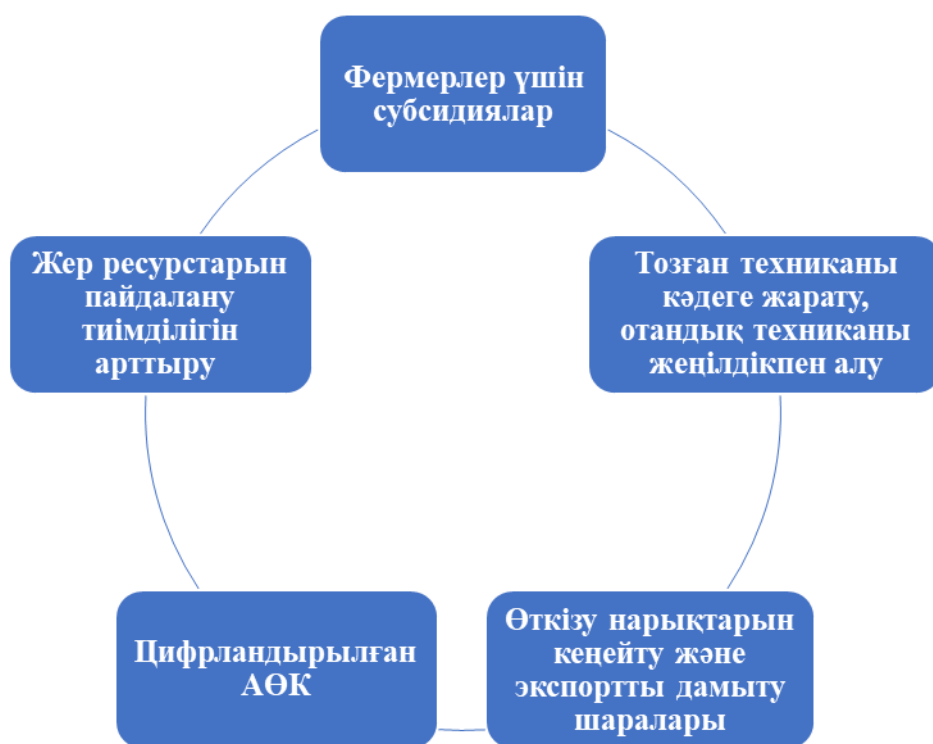 Фермерлер үшін
субсидиялар
Тозған техниканы
кәдеге жарату,
отандық техниканы
жеңілдікпен алу
Өткізу нарықтарын
кеңейту және
экспортты дамыту
шаралары
Цифрландырылған
АӨК
Жер ресурстарын
пайдалану
тиімділігін
арттыру